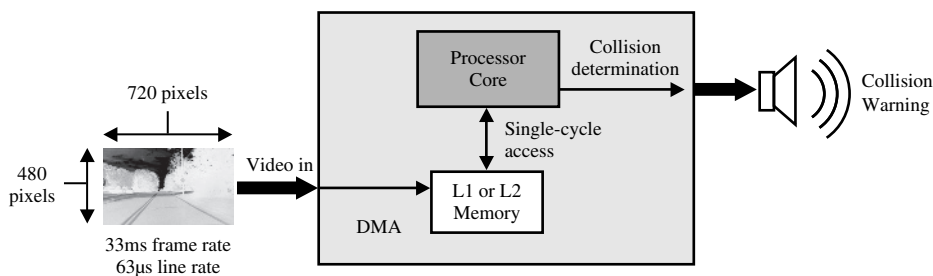 720 pixels
480
pixels
33ms frame rate
63µs line rate
Video in
DMA
Processor
Core
Single-cycle
access
L1 or L2
Memory
Collision
determination
Collision
Warning